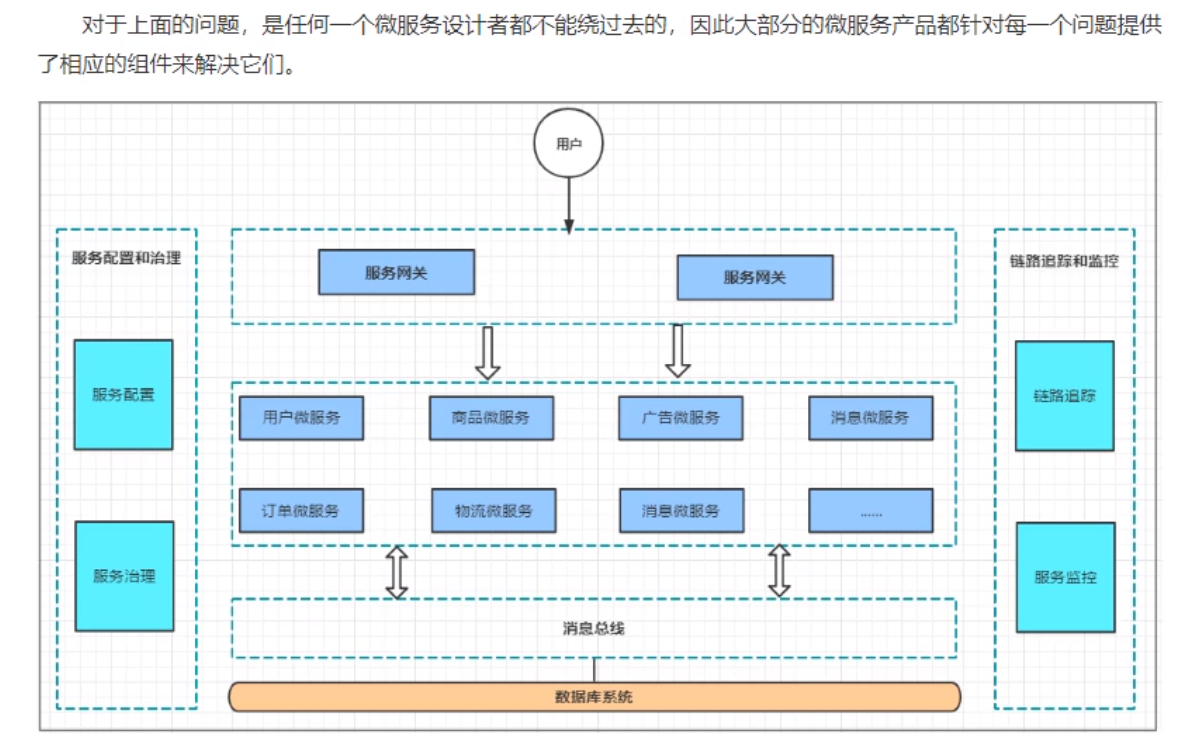 对于上面的问题，是任何一个微服务设计者都不能绕过去的，因此大部分的微服务产品都针对每一个问题提供
了相应的组件来解决它们。
用户
服务配置和治理
服务配置
服务治理
服务网关
服务网关
用户微服务
商品微服务
广告微服务
消息微服务
订单微服务
物流微服务
消息微服务
......
消息总线
数据库系统
链路追踪和监控
链路追踪
服务监控